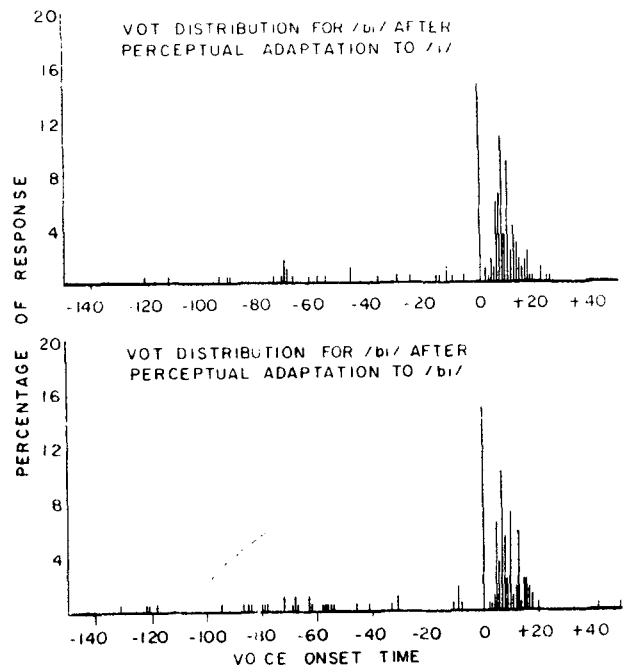 20
VOT DISTRIBUTION FOR /bi/ AFTER
PERCEPTUAL ADAPTATION TO /i/
16
12
8
4
-140 -120 -100 -80 -60 -40 -20 0 +20 +40
PERCENTAGE OF RESPONSE
20
VOT DISTRIBUTION FOR /bi/ AFTER
PERCEPTUAL ADAPTATION TO /bi/
16
12
8
4
-140 -120 -100 -80 -60 -40 -20 0 +20 +40
VOICE ONSET TIME